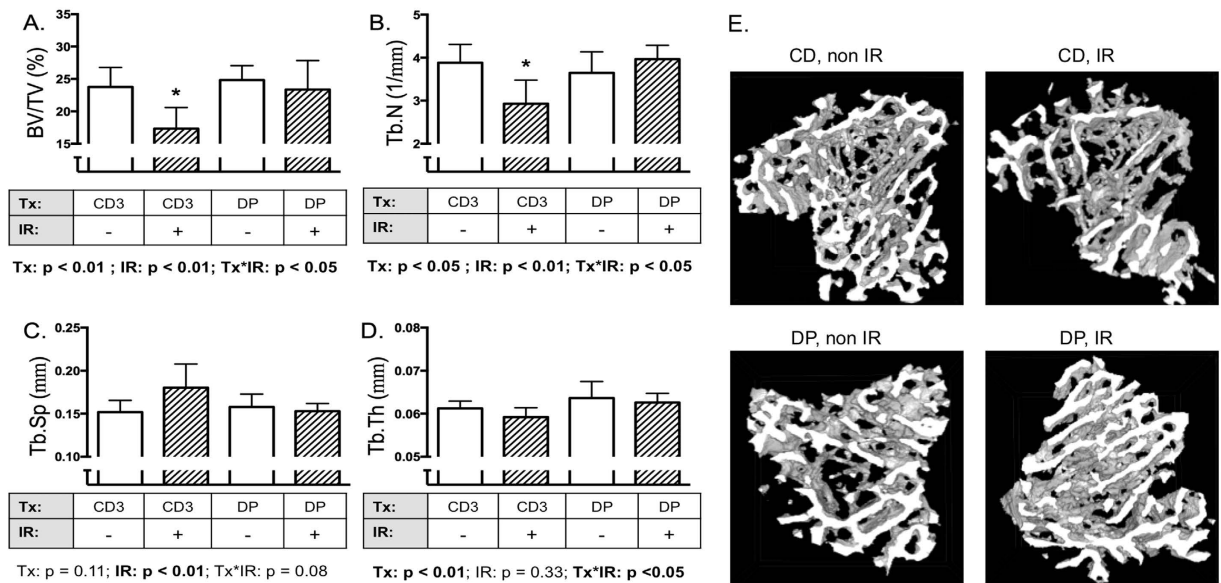 A.
BV/TV (%)
35
30
25
20
15
Tx: CD3 CD3 DP DP
IR: - + - +
*
Tx: p < 0.01 ; IR: p < 0.01; Tx*IR: p < 0.05
B.
Tb.N (1/mm)
5
4
3
2
*
Tx: CD3 CD3 DP DP
IR: - + - +
Tx: p < 0.05 ; IR: p < 0.01; Tx*IR: p < 0.05
C.
Tb.Sp (mm)
0.25
0.20
0.15
0.10
Tx: CD3 CD3 DP DP
IR: - + - +
Tx: p = 0.11; IR: p < 0.01; Tx*IR: p = 0.08
D.
Tb.Th (mm)
0.08
0.07
0.06
0.05
Tx: CD3 CD3 DP DP
IR: - + - +
Tx: p < 0.01; IR: p = 0.33; Tx*IR: p <0.05
E.
CD, non IR
CD, IR
DP, non IR
DP, IR